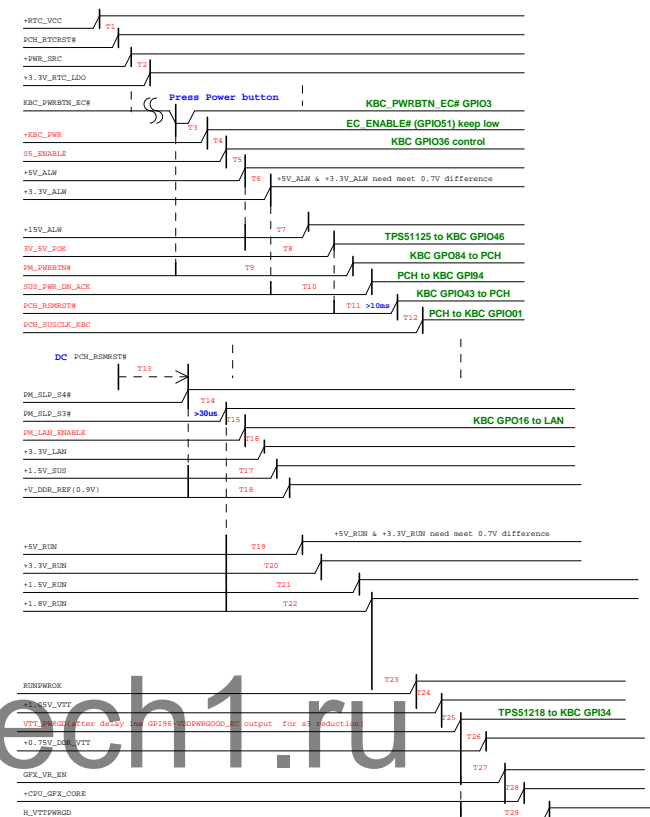 +RTC_VCC
T1
PCH_RTCRST#
+PWR_SRC
T2
+3.3V_RTC_LDO
Press Power button
KBC_PWRBTN_EC#
KBC_PWRBTN_EC# GPIO3
T3
EC_ENABLE# (GPIO51) keep low
+KBC_PWR
T4
KBC GPIO36 control
S5_ENABLE
T5
+5V_ALW
T6
+5V_ALW & +3.3V_ALW need meet 0.7V difference
+3.3V_ALW
+15V_ALW
T7
TPS51125 to KBC GPIO46
3V_5V_POK
T8
KBC GPO84 to PCH
PM_PWRBTN#
T9
PCH to KBC GPI94
SUS_PWR_DN_ACK
T10
KBC GPIO43 to PCH
PCH_RSMRST#
T11 >10ms
T12
PCH to KBC GPIO01
PCH_SUSCLK_KBC
DC PCH_RSMRST#
T13
PM_SLP_S4#
T14
PM_SLP_S3#
>30us
T15
KBC GPO16 to LAN
PM_LAN_ENABLE
T16
+3.3V_LAN
+1.5V_SUS
T17
+V_DDR_REF(0.9V)
T18
+5V_RUN & +3.3V_RUN need meet 0.7V difference
+5V_RUN
T19
+3.3V_RUN
T20
+1.5V_RUN
T21
+1.8V_RUN
T22
T23
RUNPWROK
T24
+1.05V_VTT
T25
TPS51218 to KBC GPI34
VTT_PWRGD(after delay 1ms GPI96-VDDPWRGOOD_EC output for s3 reduction)
T26
+0.75V_DDR_VTT
T27
GFX_VR_EN
T28
+CPU_GFX_CORE
T29
H_VTTPWRGD
ech1.ru